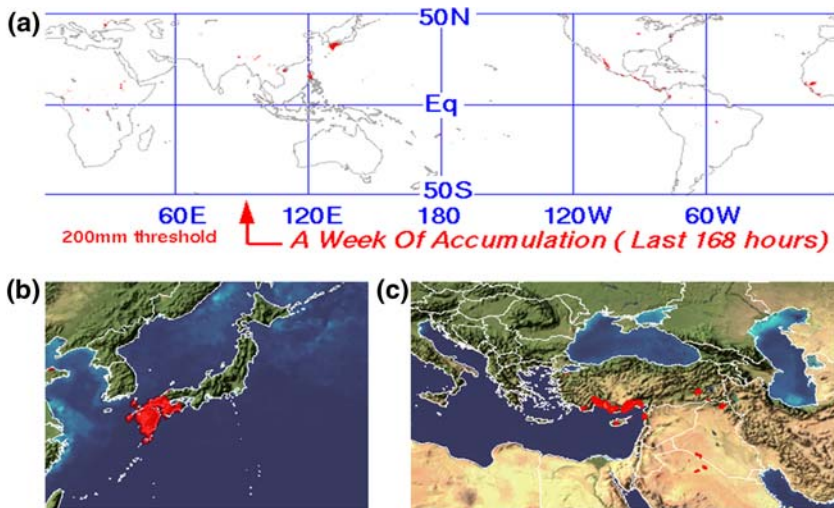 (a)
50N
Eq
50S
60E 120E 180 120W 60W
200mm threshold
A Week Of Accumulation ( Last 168 hours)
(b)
(c)